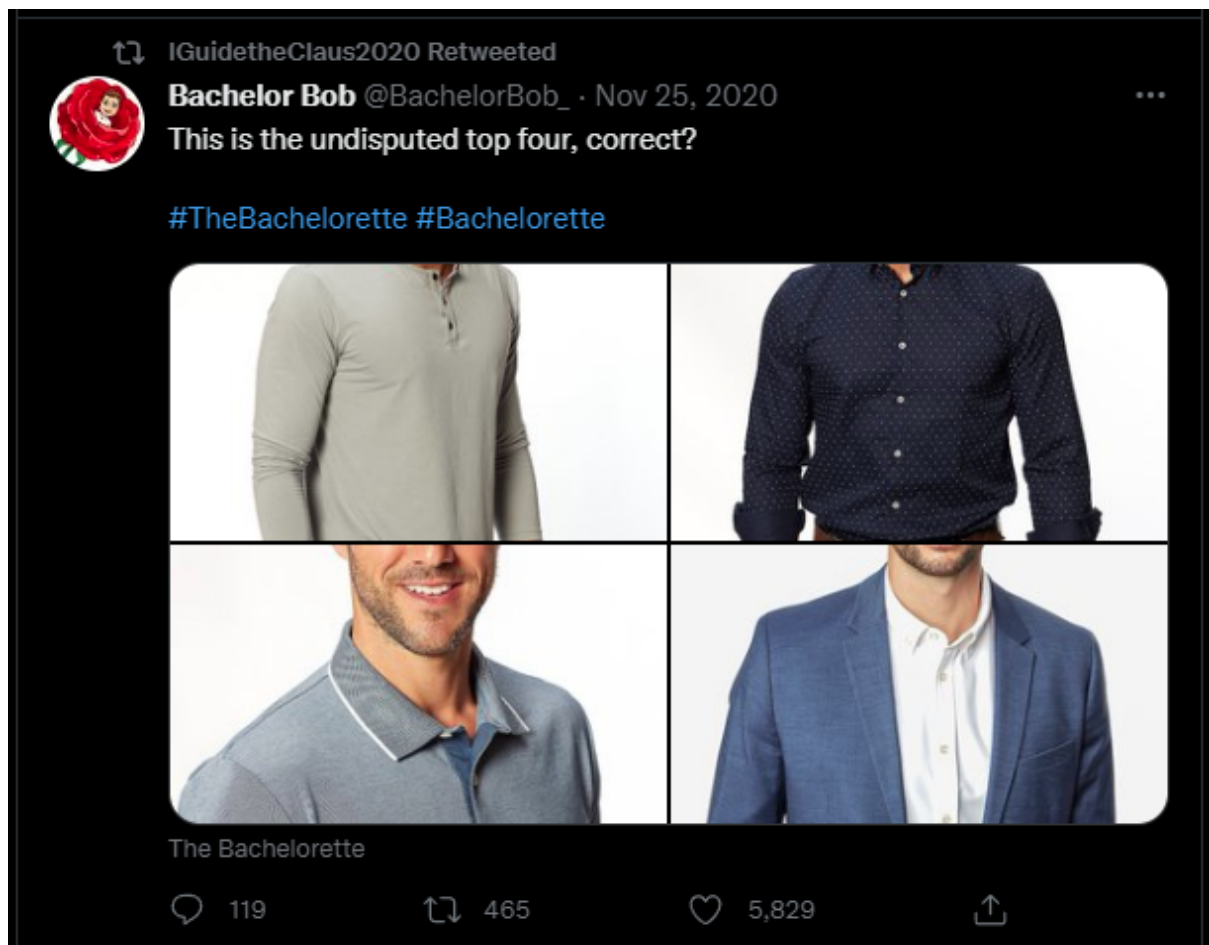 IGuidetheClaus2020 Retweeted
Bachelor Bob @BachelorBob_ · Nov 25, 2020
This is the undisputed top four, correct?
#TheBachelorette #Bachelorette
The Bachelorette
119 465 5,829